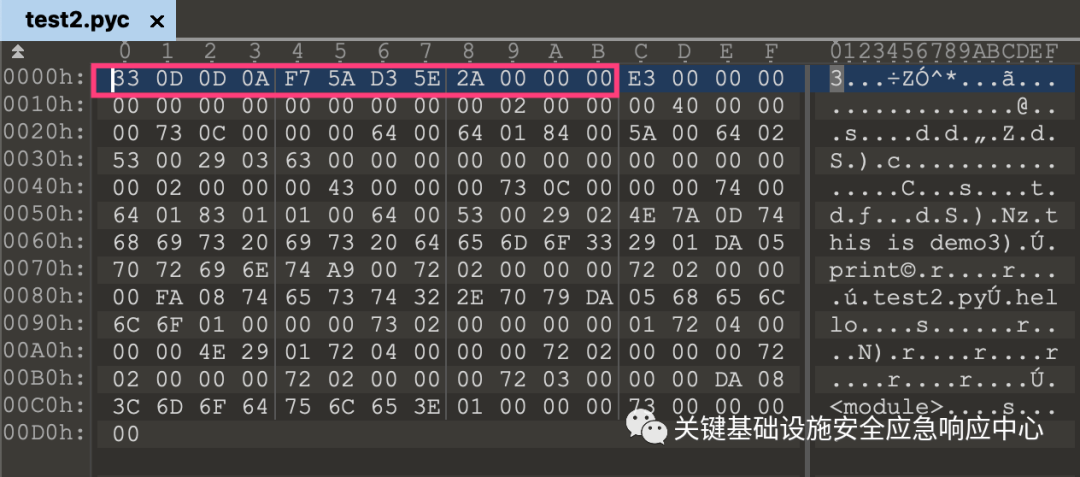 test2.pyc ×
0 1 2 3 4 5 6 7 8 9 A B C D E F 0123456789ABCDEF
0000h: 33 0D 0D 0A F7 5A D3 5E 2A 00 00 00 E3 00 00 00 3...÷ZÓ^*...ã...
0010h: 00 00 00 00 00 00 00 00 00 02 00 00 00 40 00 00 .............@..
0020h: 00 73 0C 00 00 00 64 00 64 01 84 00 5A 00 64 02 .s....d.d.„.Z.d.
0030h: 53 00 29 03 63 00 00 00 00 00 00 00 00 00 00 00 S.).c...........
0040h: 00 02 00 00 00 43 00 00 00 73 0C 00 00 00 74 00 .....C...s....t.
0050h: 64 01 83 01 01 00 64 00 53 00 29 02 4E 7A 0D 74 d.ƒ...d.S.).Nz.t
0060h: 68 69 73 20 69 73 20 64 65 6D 6F 33 29 01 DA 05 his is demo3).Ú.
0070h: 70 72 69 6E 74 A9 00 72 02 00 00 00 72 02 00 00 print©.r....r...
0080h: 00 FA 08 74 65 73 74 32 2E 70 79 DA 05 68 65 6C .ú.test2.pyÚ.hel
0090h: 6C 6F 01 00 00 00 73 02 00 00 00 00 01 72 04 00 lo....s......r..
00A0h: 00 00 4E 29 01 72 04 00 00 00 72 02 00 00 00 72 ..N).r....r....r
00B0h: 02 00 00 00 72 02 00 00 00 72 03 00 00 00 DA 08 ....r....r....Ú.
00C0h: 3C 6D 6F 64 75 6C 65 3E 01 00 00 00 73 00 00 00 <module>....s...
00D0h: 00
关键基础设施安全应急响应中心